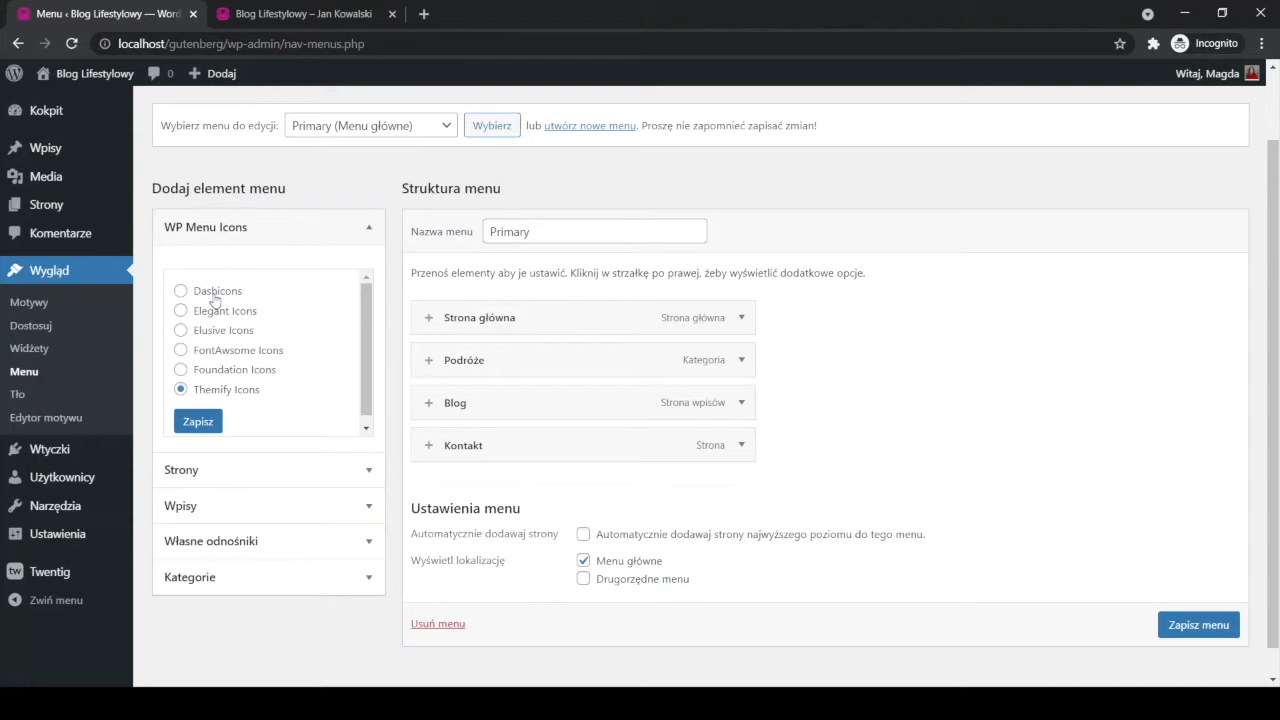 Menu ‹ Blog Lifestylowy — Word
Blog Lifestylowy – Jan Kowalski
localhost/gutenberg/wp-admin/nav-menus.php
Incognito
Blog Lifestylowy
0
Dodaj
Witaj, Magda
Kokpit
Wpisy
Media
Strony
Komentarze
Wygląd
Motywy
Dostosuj
Widżety
Menu
Tło
Edytor motywu
Wtyczki
Użytkownicy
Narzędzia
Ustawienia
tw Twentig
Zwiń menu
Wybierz menu do edycji: Primary (Menu główne) Wybierz lub utwórz nowe menu. Proszę nie zapomnieć zapisać zmian!
Dodaj element menu
WP Menu Icons
Dashicons
Elegant Icons
Elusive Icons
FontAwsome Icons
Foundation Icons
Themify Icons
Zapisz
Strony
Wpisy
Własne odnośniki
Kategorie
Struktura menu
Nazwa menu Primary
Przenoś elementy aby je ustawić. Kliknij w strzałkę po prawej, żeby wyświetlić dodatkowe opcje.
+ Strona główna Strona główna
+ Podróże Kategoria
+ Blog Strona wpisów
+ Kontakt Strona
Ustawienia menu
Automatycznie dodawaj strony Automatycznie dodawaj strony najwyższego poziomu do tego menu.
Wyświetl lokalizację Menu główne
Drugorzędne menu
Usuń menu
Zapisz menu